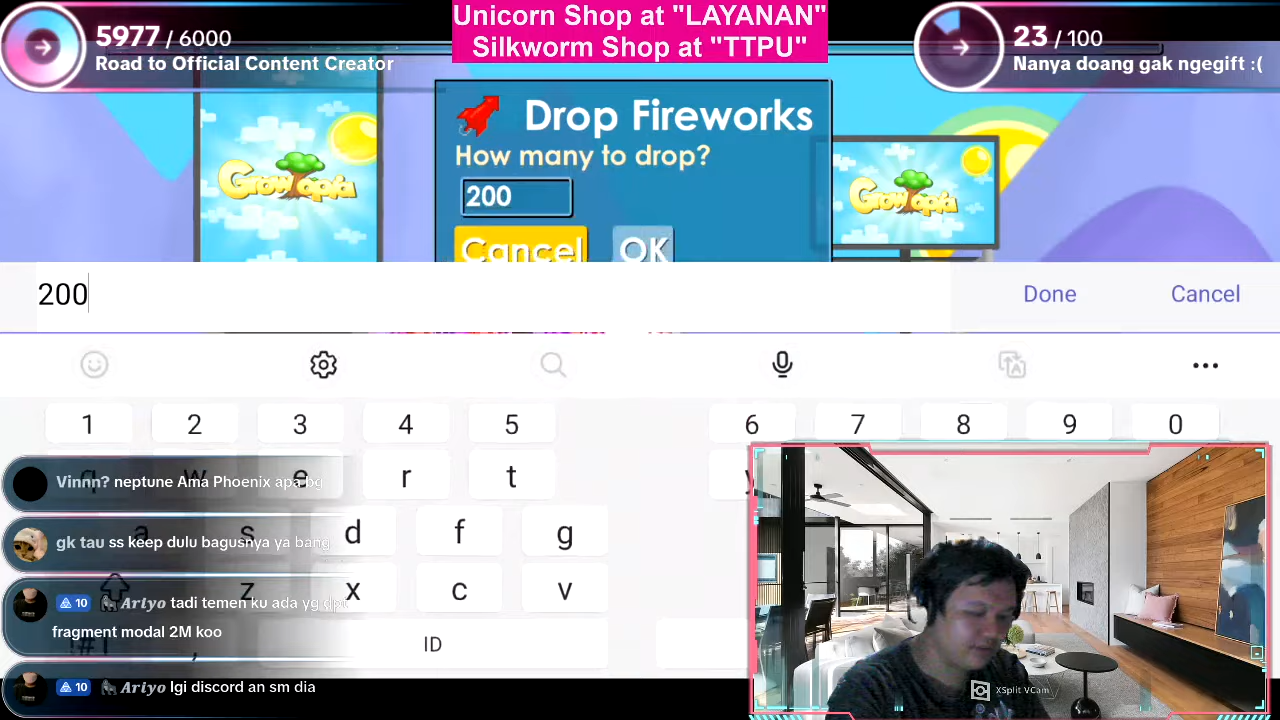 Unicorn Shop at "LAYANAN"
Silkworm Shop at "TTPU"
5977 / 6000
Road to Official Content Creator
23 / 100
Nanya doang gak ngegift :(
Growtopia
Drop Fireworks
How many to drop?
200
Cancel OK
Growtopia
200
Done Cancel
1 2 3 4 5 6 7 8 9 0
q w e r t
a s d f g
z x c v
!#1 , ID
Vinnn? neptune Ama Phoenix apa bg
gk tau ss keep dulu bagusnya ya bang
10 Ariyo tadi temen ku ada yg dpt
fragment modal 2M koo
10 Ariyo lgi discord an sm dia
XSplit VCam